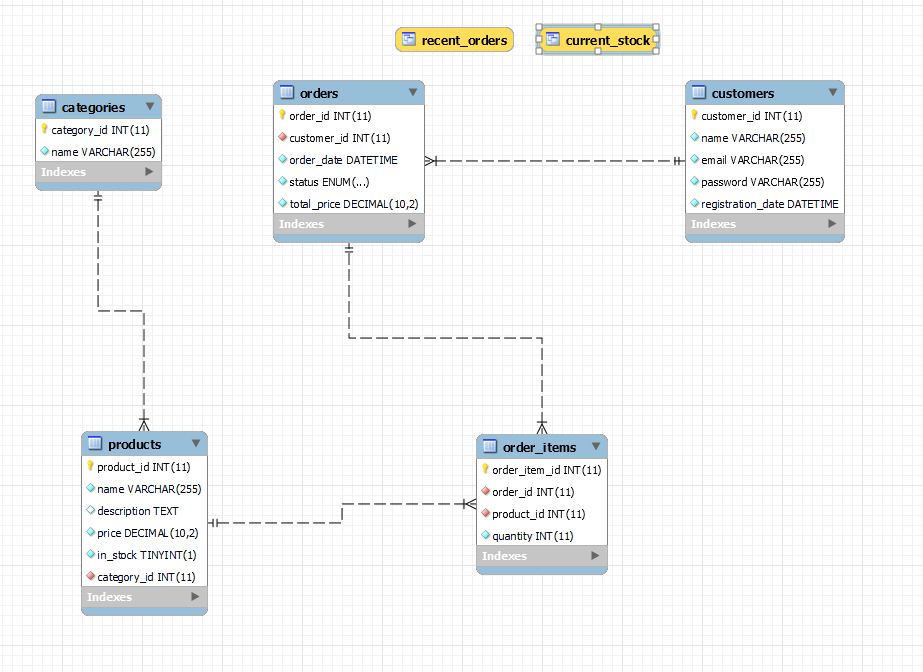 recent_orders
current_stock
categories
category_id INT(11)
name VARCHAR(255)
Indexes
orders
order_id INT(11)
customer_id INT(11)
order_date DATETIME
status ENUM(...)
total_price DECIMAL(10,2)
Indexes
customers
customer_id INT(11)
name VARCHAR(255)
email VARCHAR(255)
password VARCHAR(255)
registration_date DATETIME
Indexes
products
product_id INT(11)
name VARCHAR(255)
description TEXT
price DECIMAL(10,2)
in_stock TINYINT(1)
category_id INT(11)
Indexes
order_items
order_item_id INT(11)
order_id INT(11)
product_id INT(11)
quantity INT(11)
Indexes